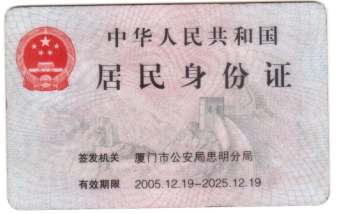 中华人民共和国
居民身份证
签发机关 厦门市公安局思明分局
有效期限 2005.12.19-2025.12.19